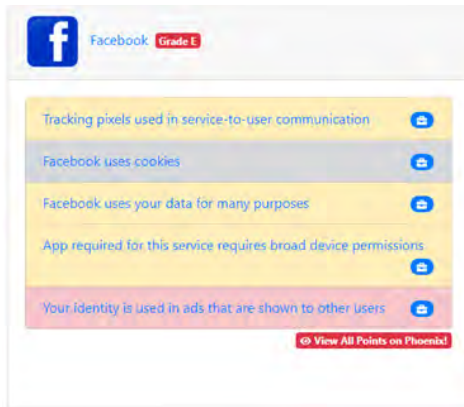 f
Facebook Grade E
Tracking pixels used in service-to-user communication
Facebook uses cookies
Facebook uses your data for many purposes
App required for this service requires broad device permissions
Your identity is used in ads that are shown to other users
View All Points on Phoenix!